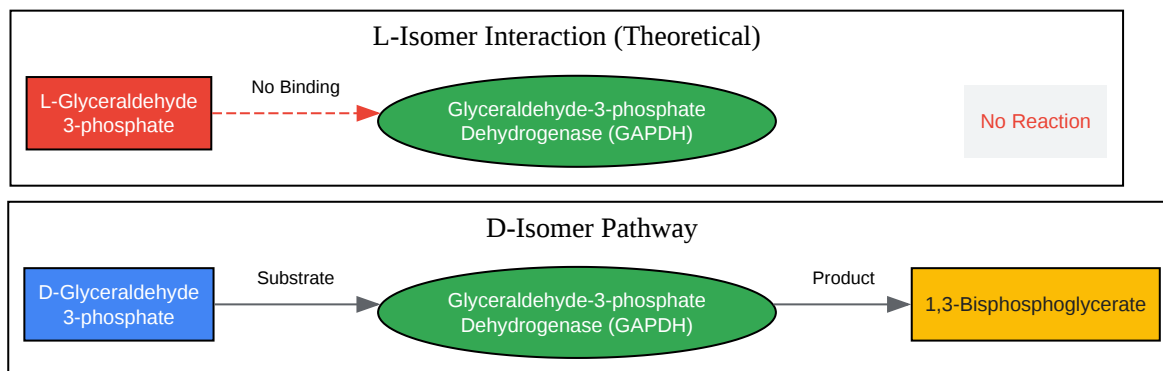 L-Isomer Interaction (Theoretical)
L-Glyceraldehyde
3-phosphate
No Binding
Glyceraldehyde-3-phosphate
Dehydrogenase (GAPDH)
No Reaction
D-Isomer Pathway
D-Glyceraldehyde
3-phosphate
Substrate
Glyceraldehyde-3-phosphate
Dehydrogenase (GAPDH)
Product
1,3-Bisphosphoglycerate